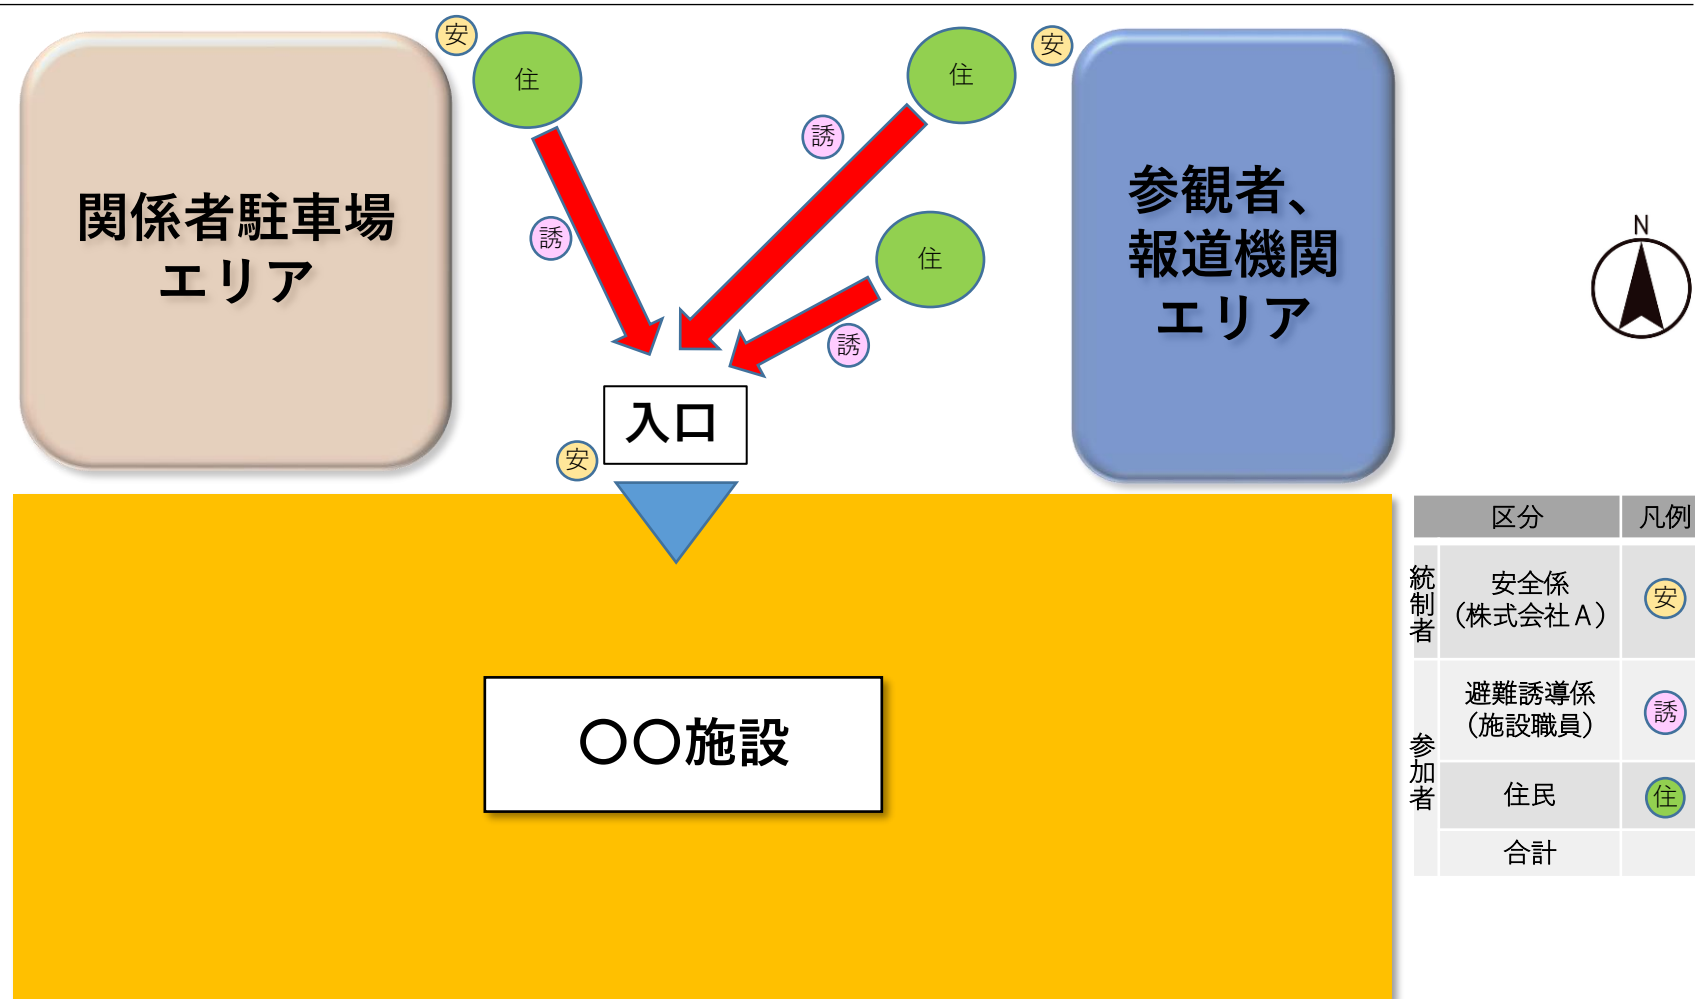 安
住
住
安
誘
関係者駐車場
エリア
誘
住
参観者、
報道機関
エリア
N
誘
入口
安
〇〇施設
区分 凡例
統制者
安全係
（株式会社Ａ）
安
参加者
避難誘導係
（施設職員）
誘
住民
住
合計